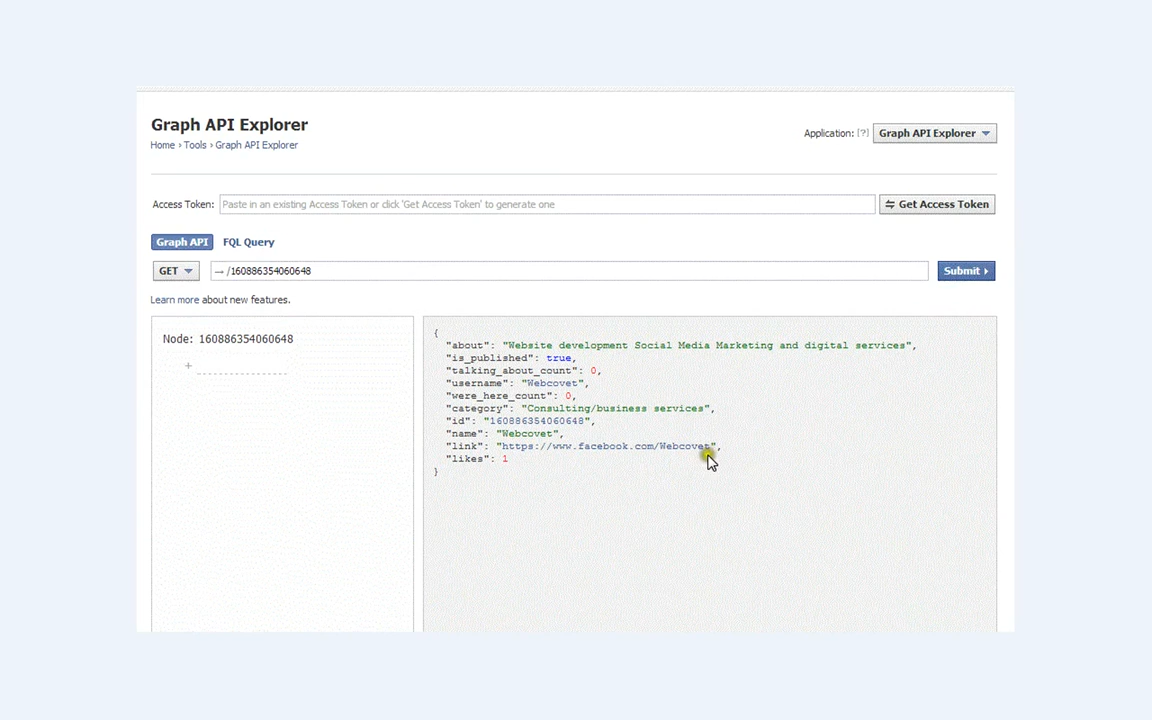 Graph API Explorer
Home › Tools › Graph API Explorer
Application: [?] Graph API Explorer
Access Token: Paste in an existing Access Token or click 'Get Access Token' to generate one Get Access Token
Graph API FQL Query
GET → /160886354060648 Submit
Learn more about new features.
Node: 160886354060648
+
{
"about": "Website development Social Media Marketing and digital services",
"is_published": true,
"talking_about_count": 0,
"username": "Webcovet",
"were_here_count": 0,
"category": "Consulting/business services",
"id": "160886354060648",
"name": "Webcovet",
"link": "https://www.facebook.com/Webcovet",
"likes": 1
}